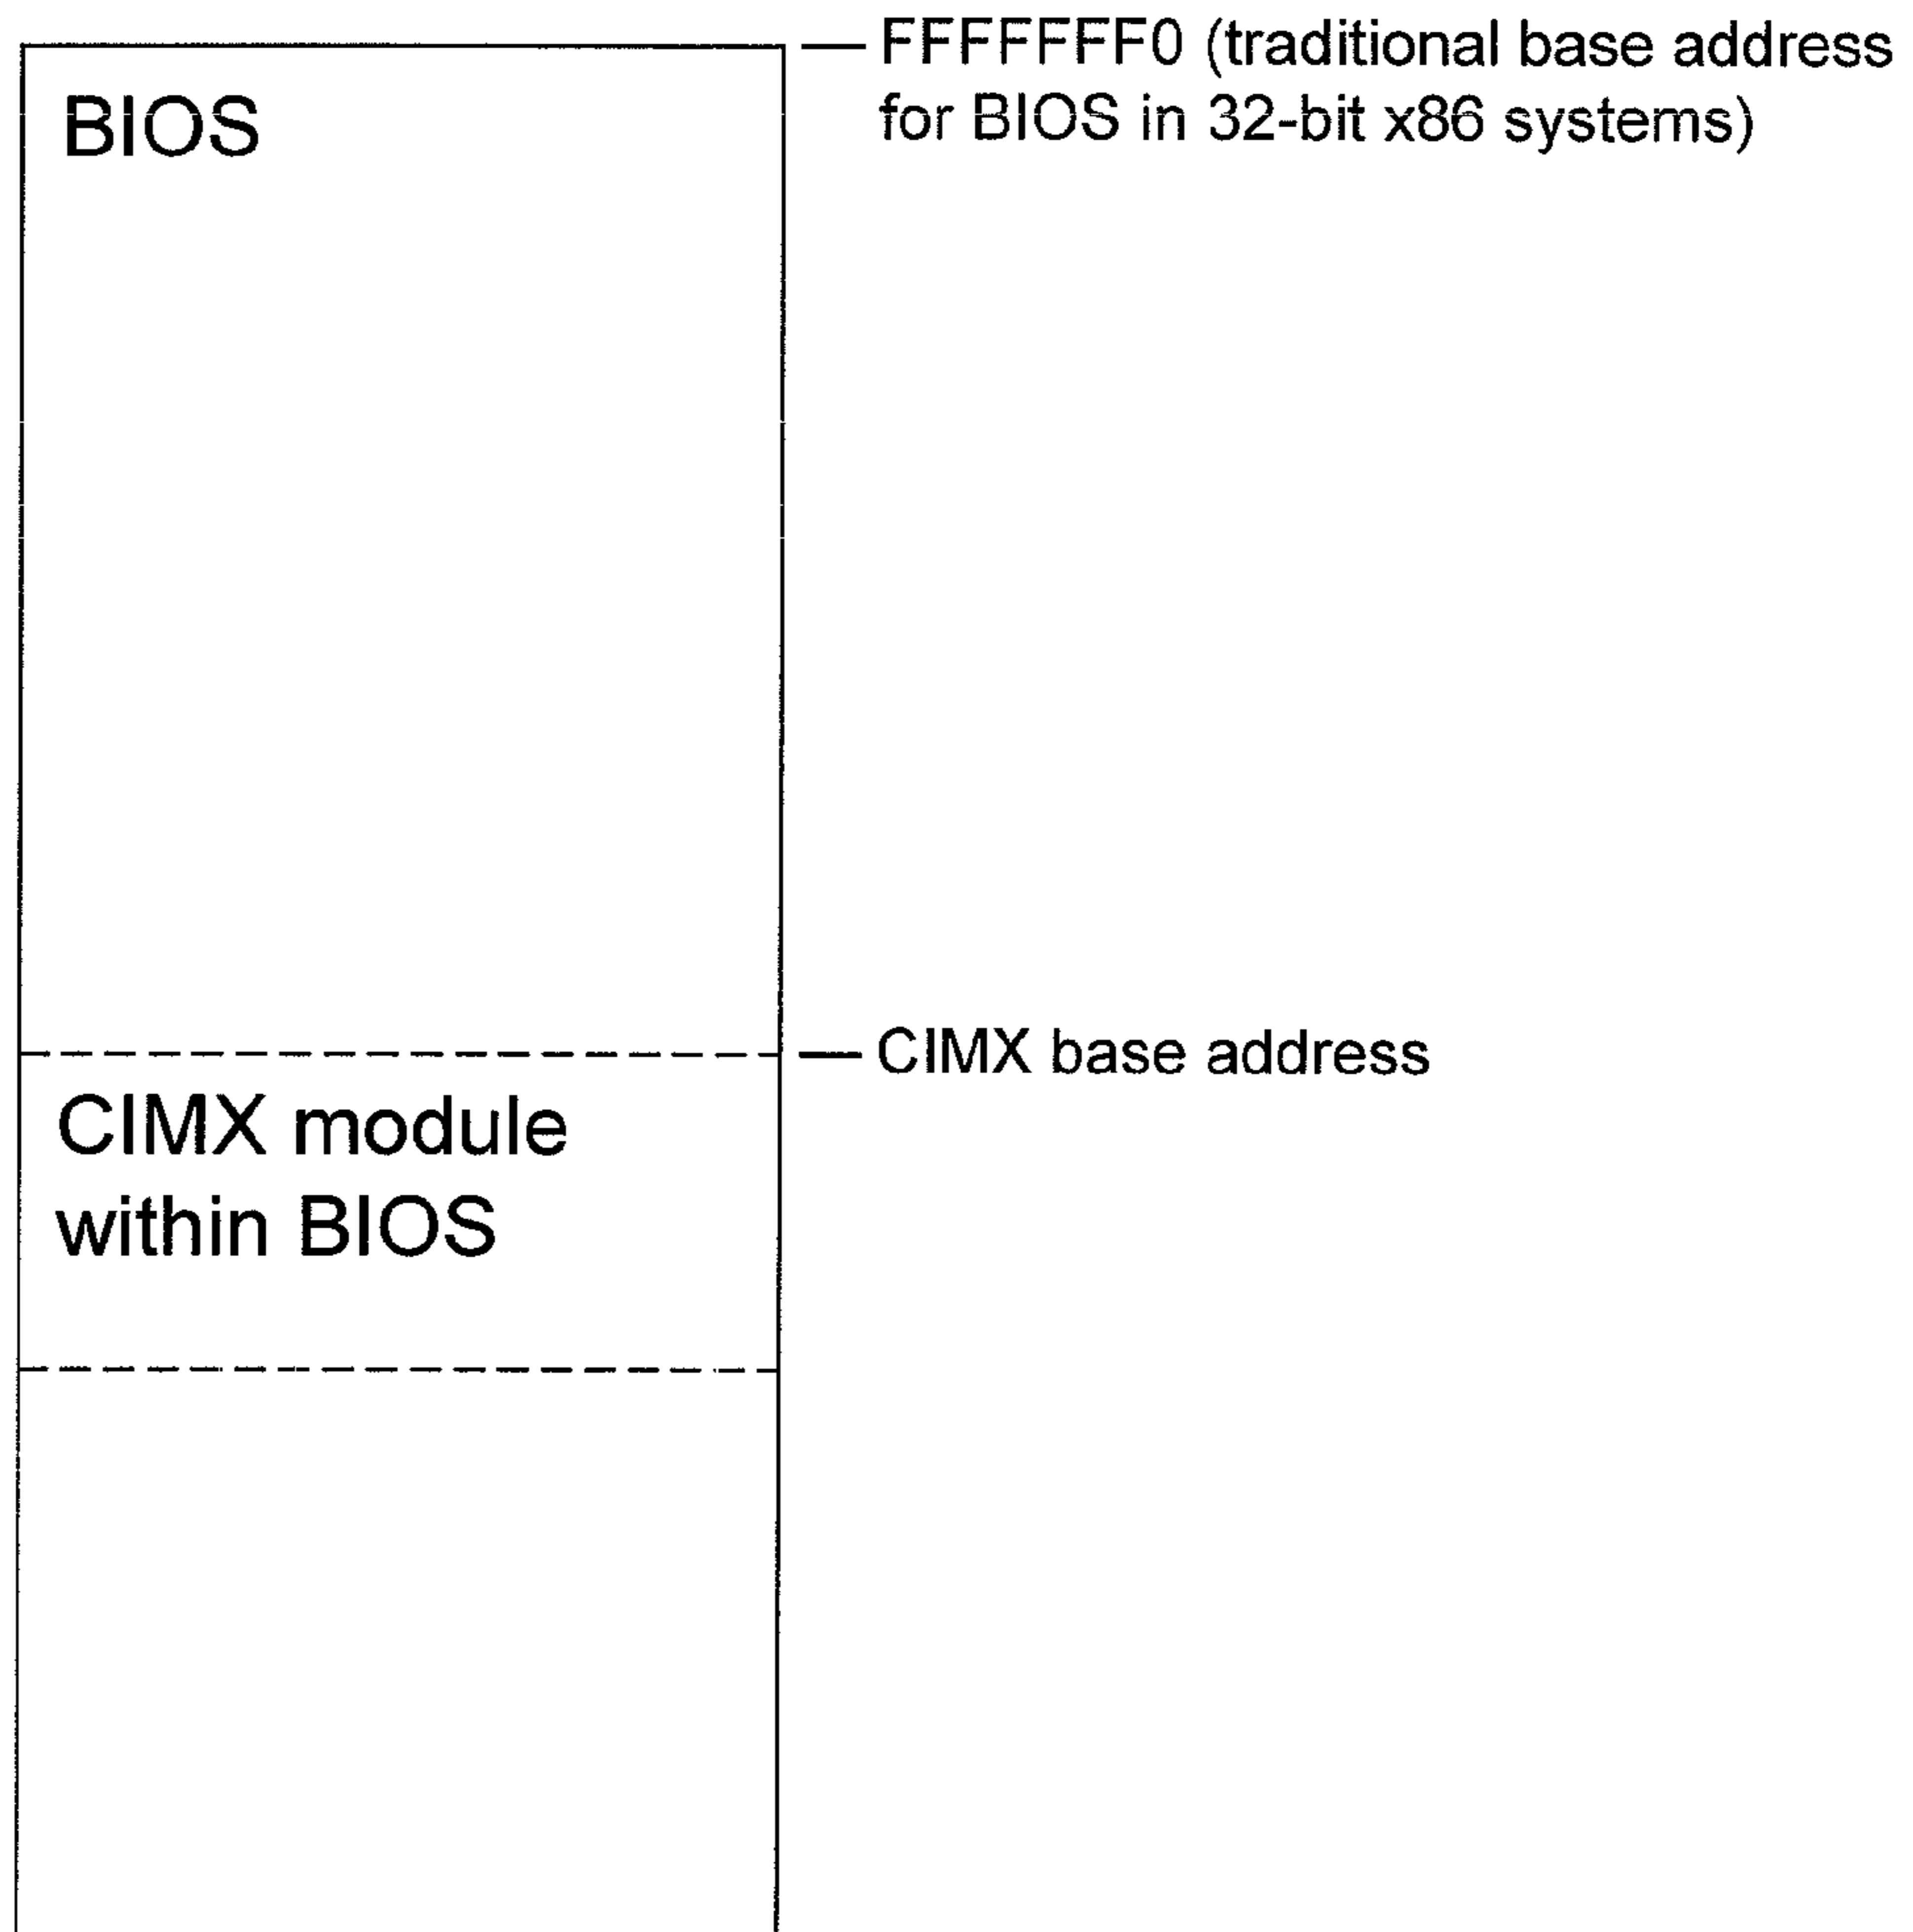 FFFFFFF0 (traditional base address
for BIOS in 32-bit x86 systems)
BIOS
CIMX base address
CIMX module
within BIOS